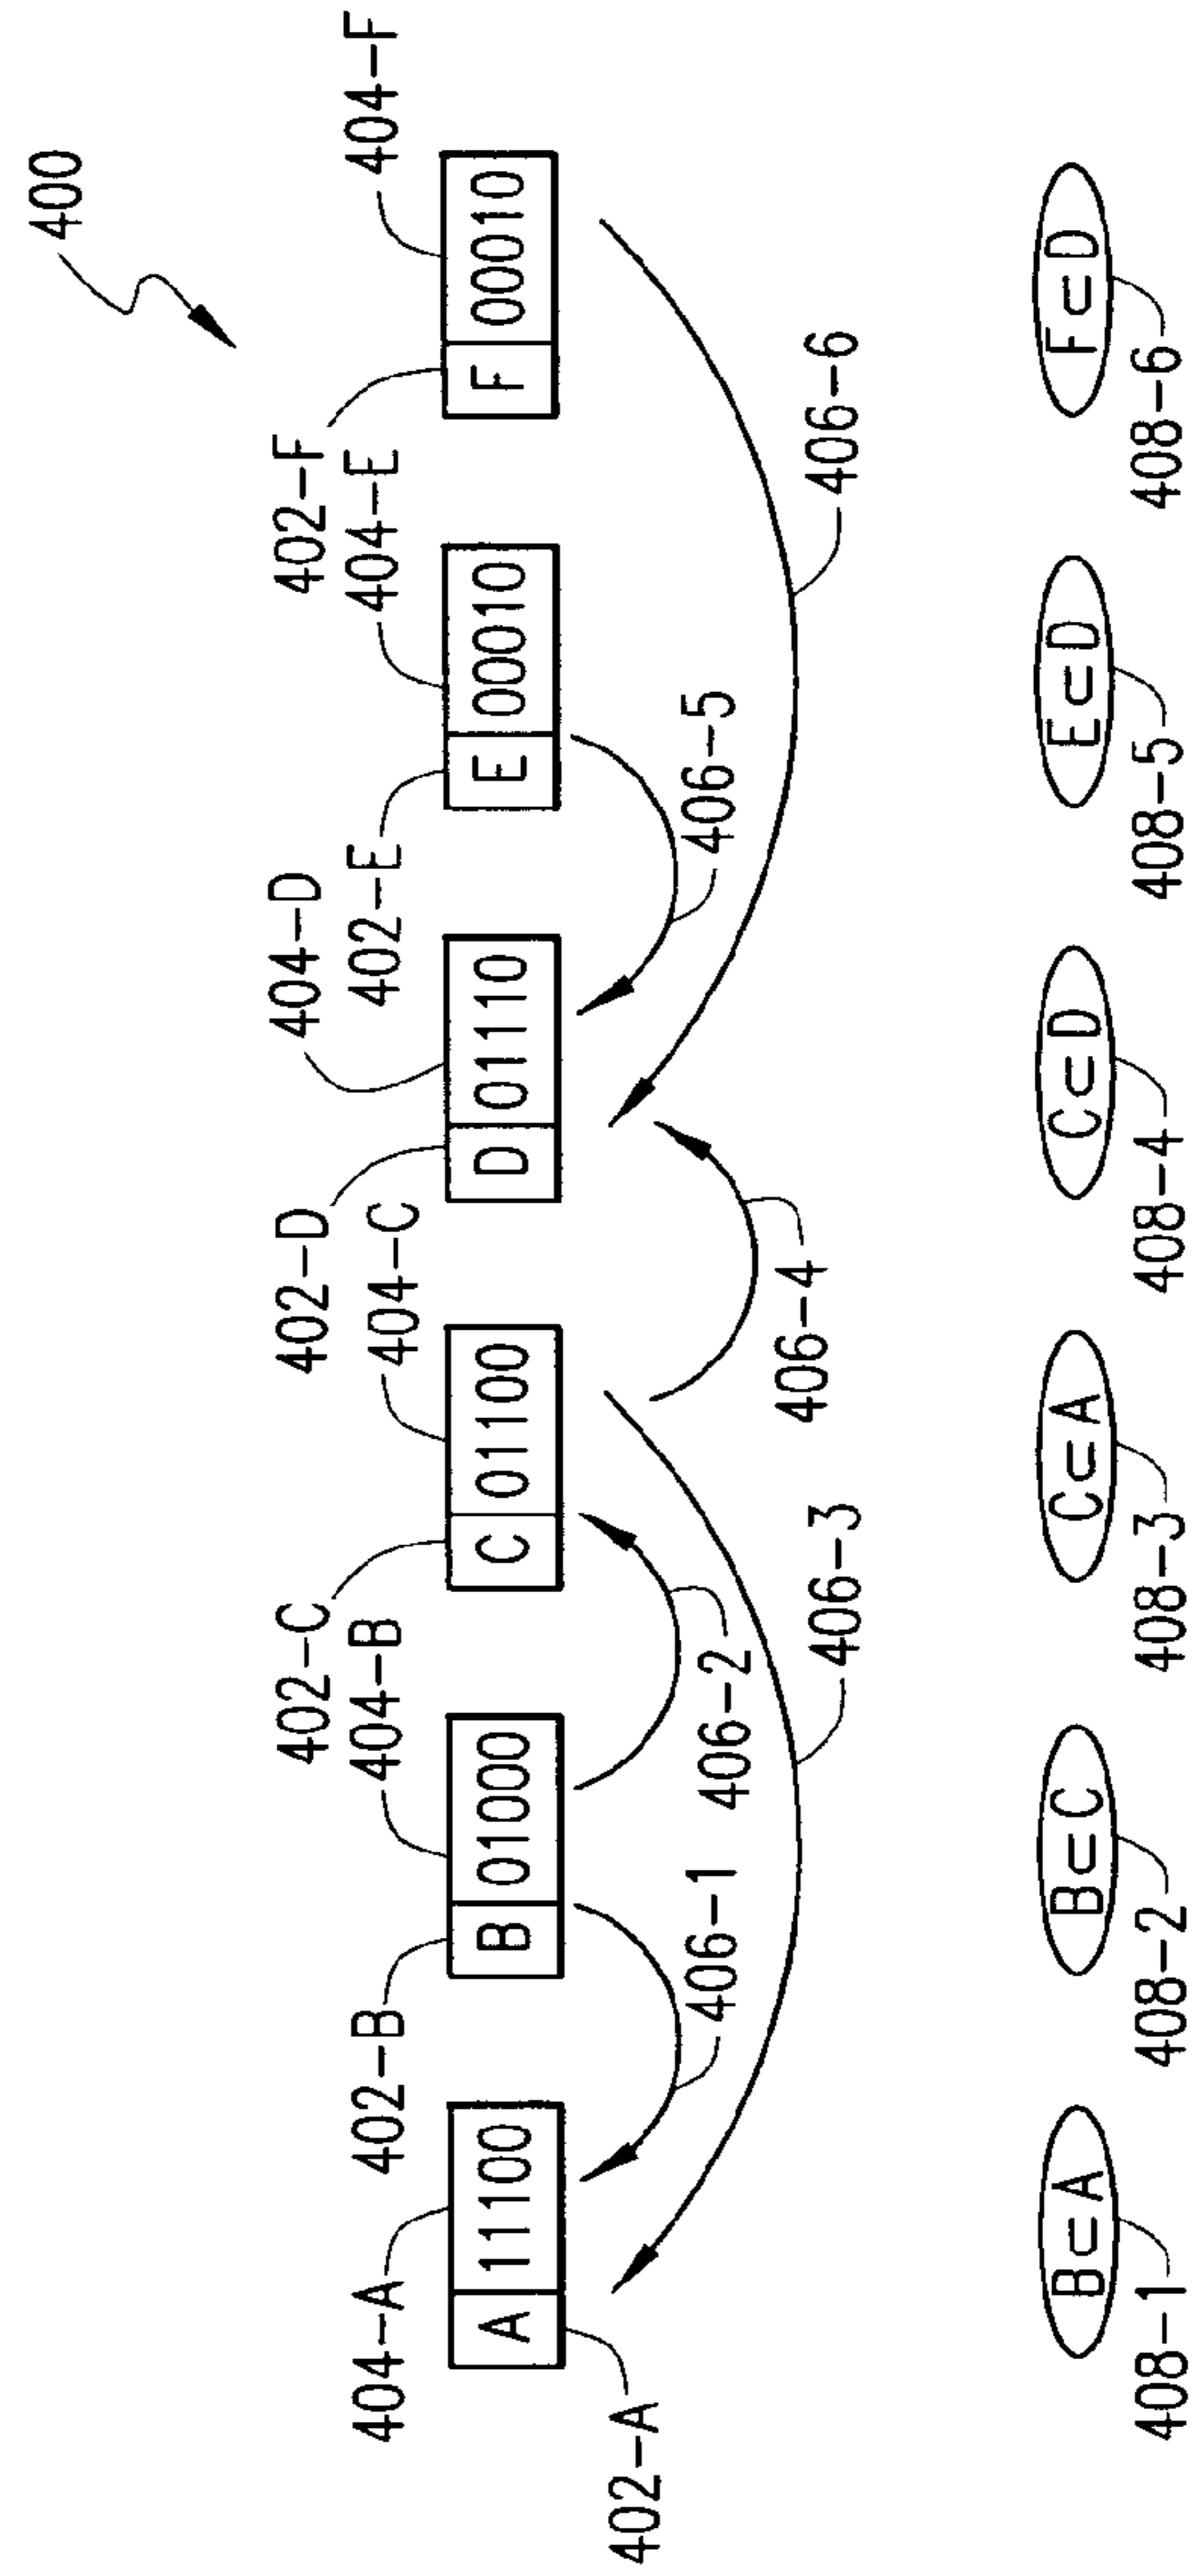 400
404-A
402-B
404-B
402-C
404-C
402-D
404-D
402-E
404-E
402-F
404-F
A 11100
B 01000
C 01100
D 01110
E 00010
F 00010
402-A
406-1
406-2
406-3
406-4
406-5
406-6
B⊂A
B⊂C
C⊂A
C⊂D
E⊂D
F⊂D
408-1
408-2
408-3
408-4
408-5
408-6